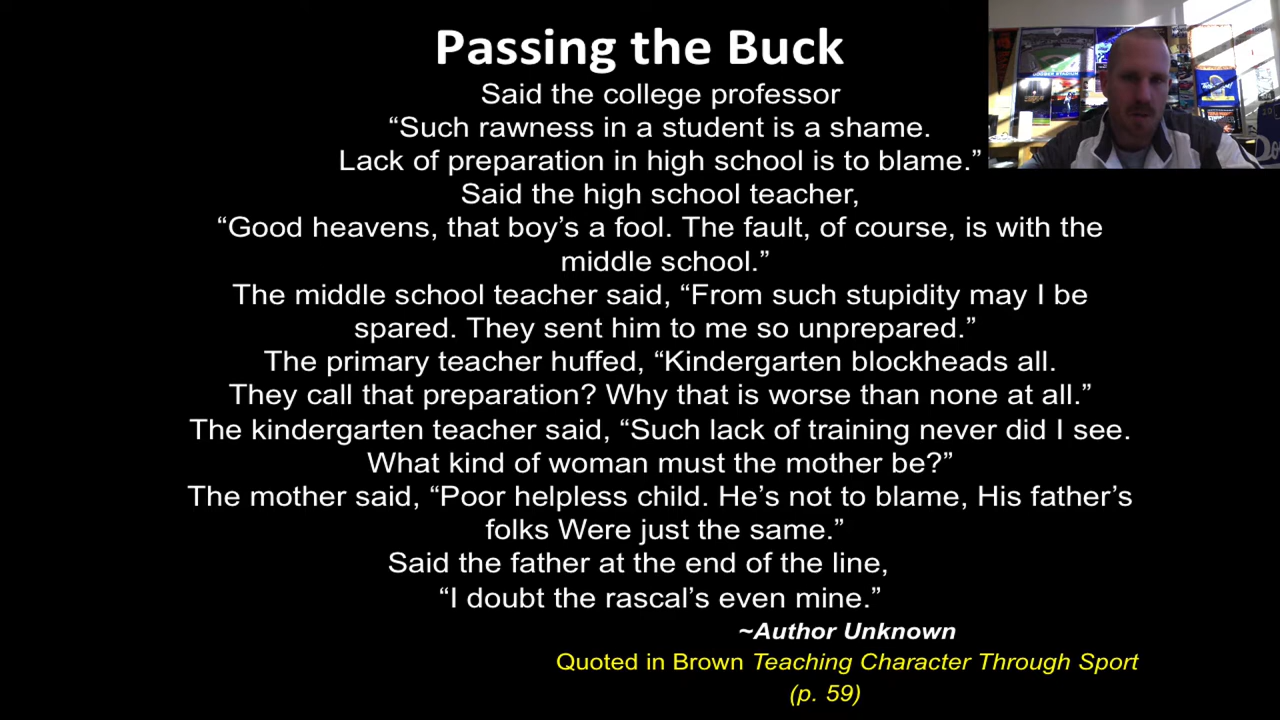 Passing the Buck
Said the college professor
“Such rawness in a student is a shame.
Lack of preparation in high school is to blame.”
Said the high school teacher,
“Good heavens, that boy’s a fool. The fault, of course, is with the
middle school.”
The middle school teacher said, “From such stupidity may I be
spared. They sent him to me so unprepared.”
The primary teacher huffed, “Kindergarten blockheads all.
They call that preparation? Why that is worse than none at all.”
The kindergarten teacher said, “Such lack of training never did I see.
What kind of woman must the mother be?”
The mother said, “Poor helpless child. He’s not to blame, His father’s
folks Were just the same.”
Said the father at the end of the line,
“I doubt the rascal’s even mine.”
~Author Unknown
Quoted in Brown Teaching Character Through Sport
(p. 59)